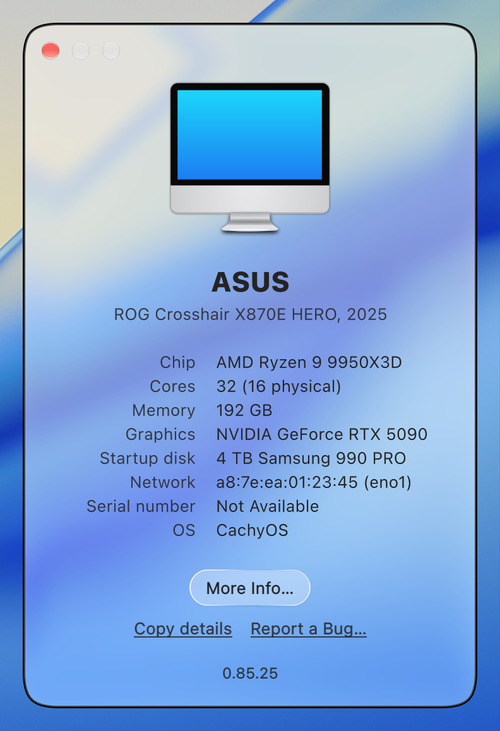 ASUS
ROG Crosshair X870E HERO, 2025
Chip AMD Ryzen 9 9950X3D
Cores 32 (16 physical)
Memory 192 GB
Graphics NVIDIA GeForce RTX 5090
Startup disk 4 TB Samsung 990 PRO
Network a8:7e:ea:01:23:45 (eno1)
Serial number Not Available
OS CachyOS
More Info...
Copy details Report a Bug...
0.85.25